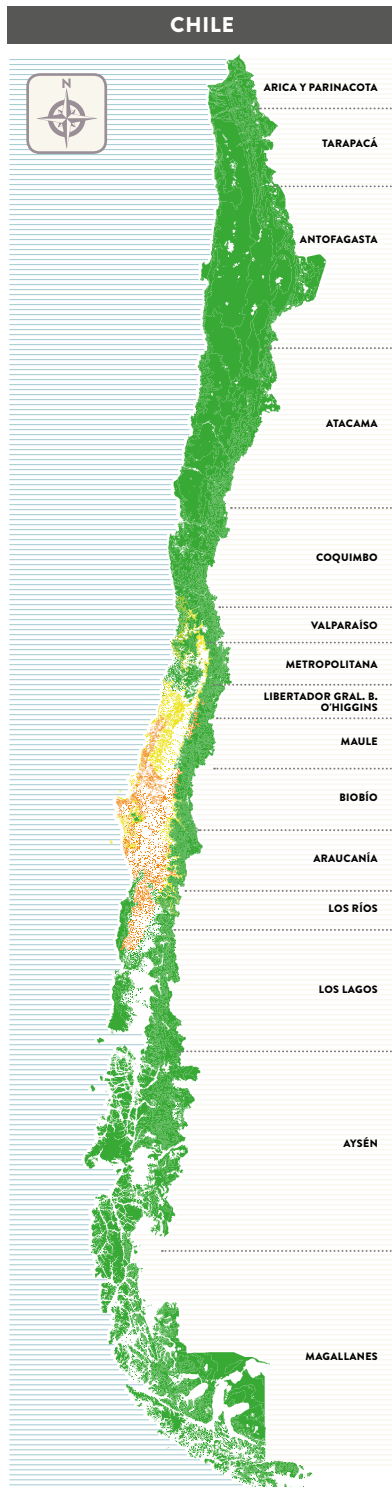 CHILE
N
ARICA Y PARINACOTA
TARAPACÁ
ANTOFAGASTA
ATACAMA
COQUIMBO
VALPARAÍSO
METROPOLITANA
LIBERTADOR GRAL. B.
O'HIGGINS
MAULE
BIOBÍO
ARAUCANÍA
LOS RÍOS
LOS LAGOS
AYSÉN
MAGALLANES